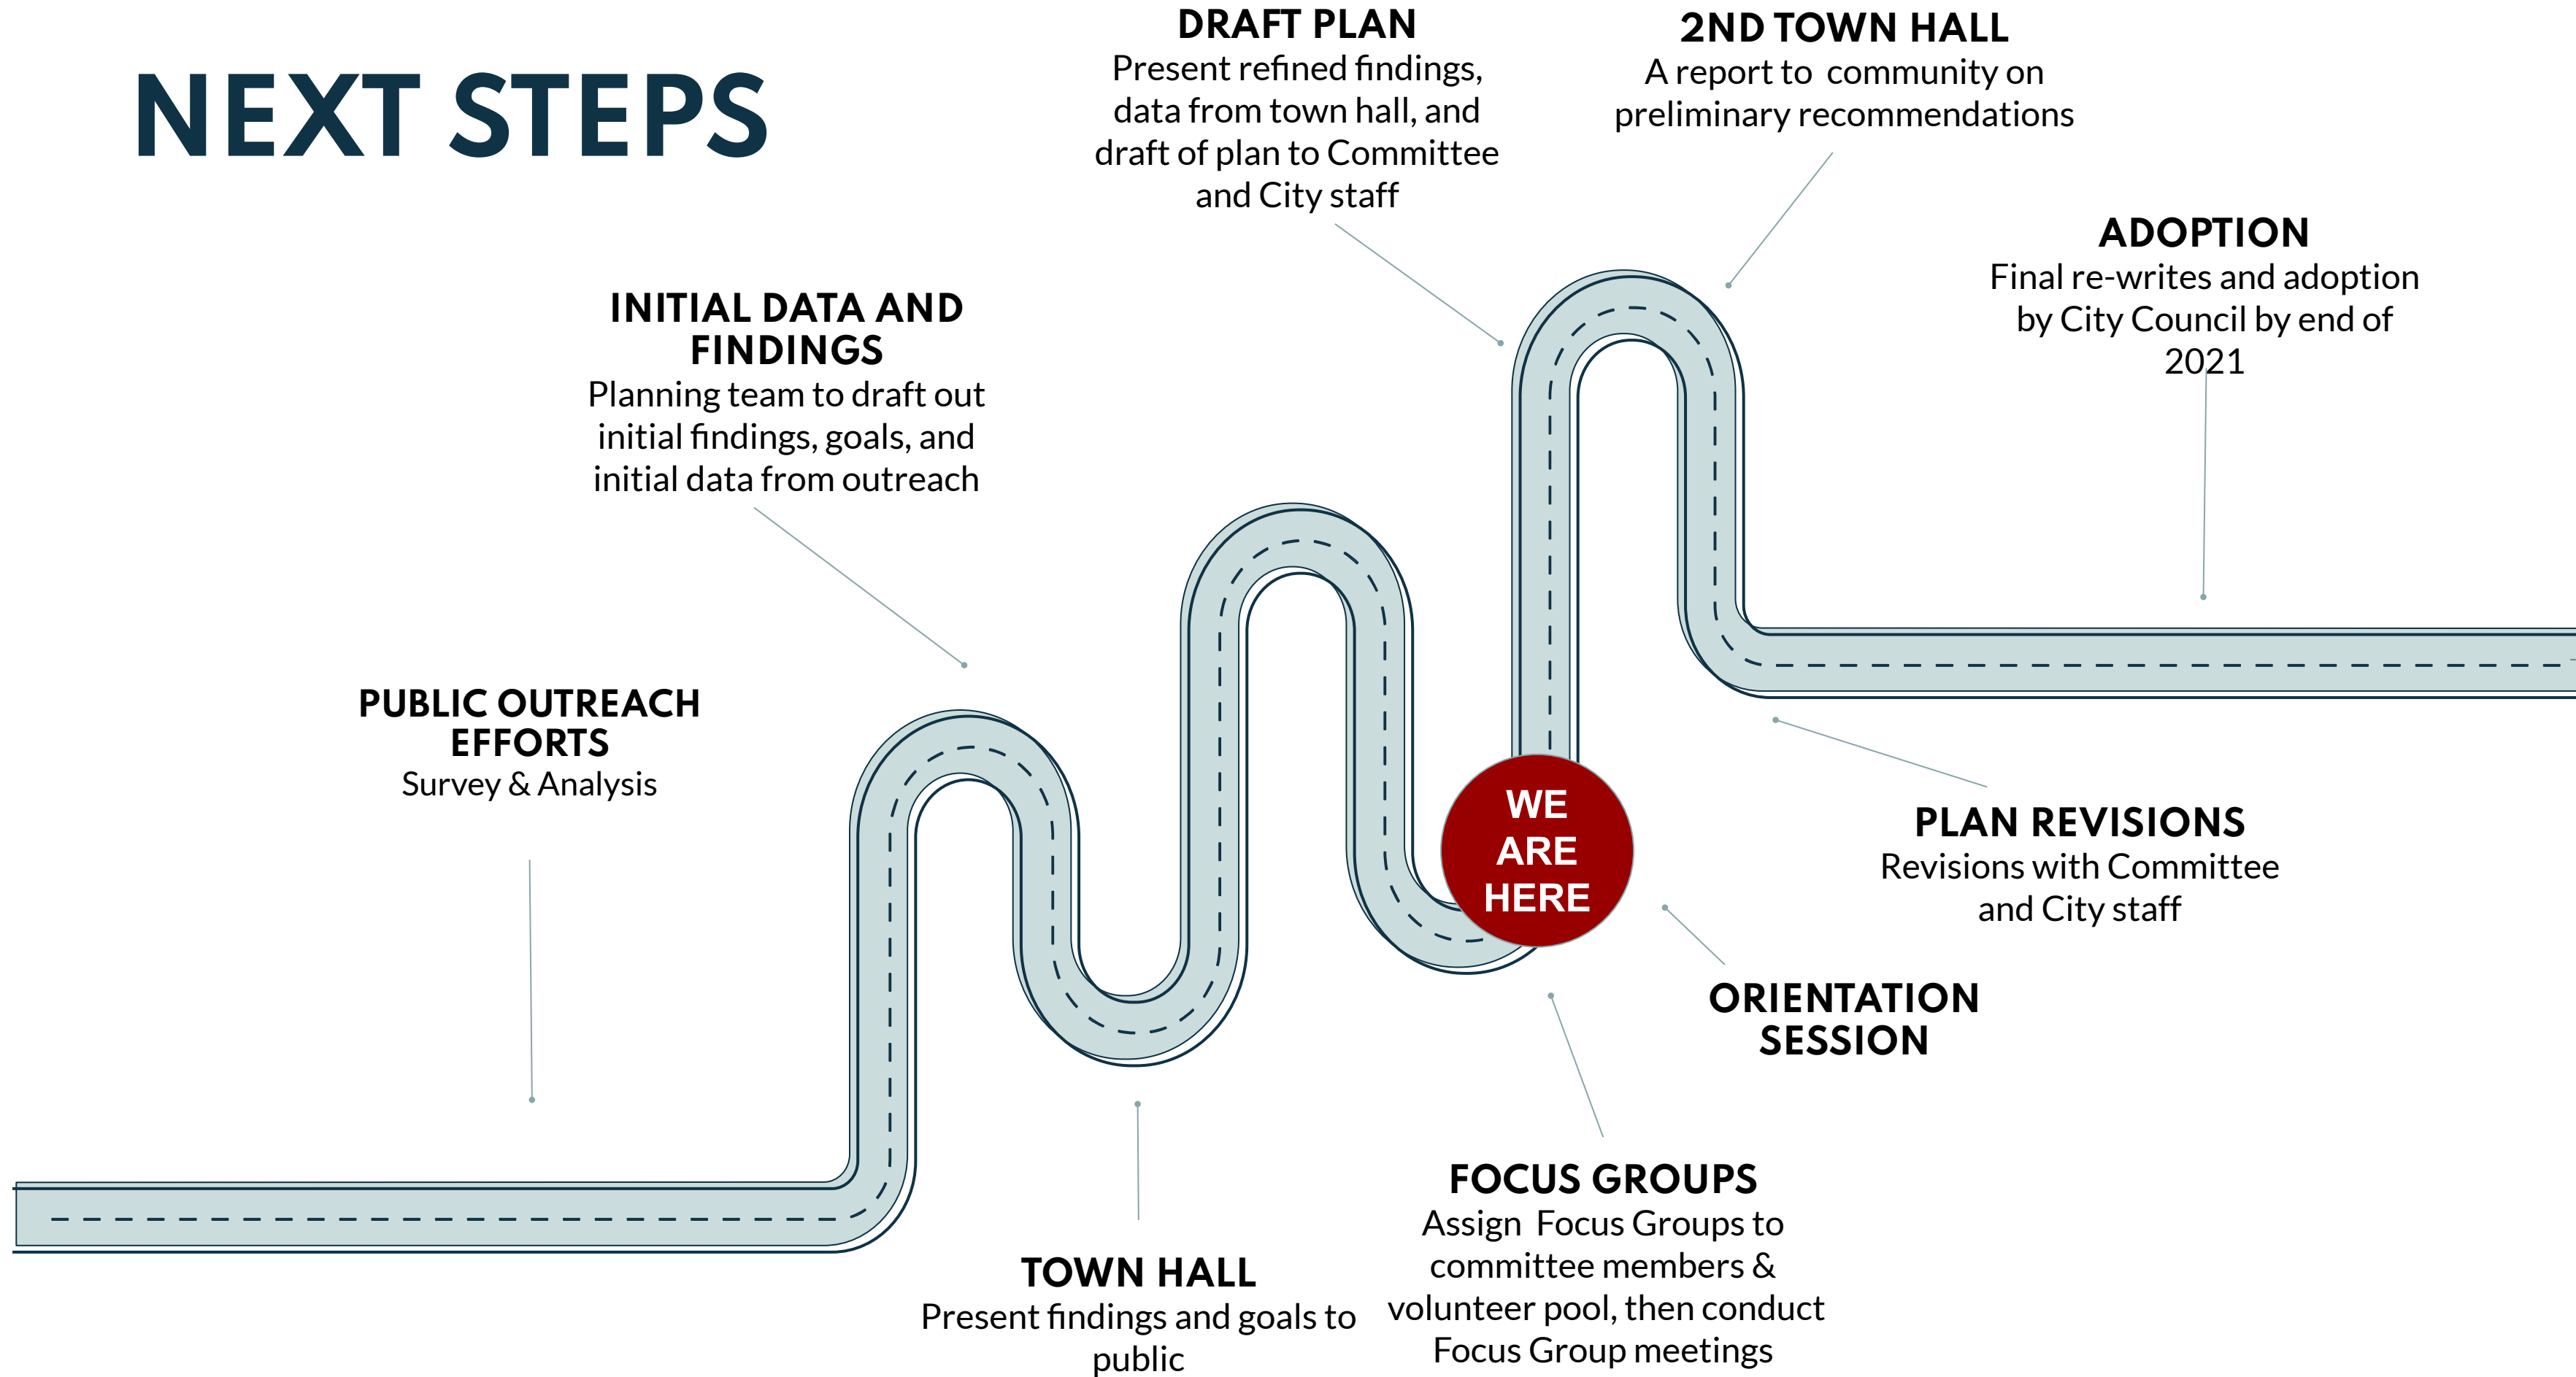 NEXT STEPS
DRAFT PLAN
Present refined findings,
data from town hall, and
draft of plan to Committee
and City staff
2ND TOWN HALL
A report to  community on
preliminary recommendations
ADOPTION
Final re-writes and adoption
by City Council by end of
2021
INITIAL DATA AND
FINDINGS
Planning team to draft out
initial findings, goals, and
initial data from outreach
PUBLIC OUTREACH
EFFORTS
Survey & Analysis
WE
ARE
HERE
PLAN REVISIONS
Revisions with Committee
and City staff
ORIENTATION
SESSION
FOCUS GROUPS
Assign  Focus Groups to
committee members &
volunteer pool, then conduct
Focus Group meetings
TOWN HALL
Present findings and goals to
public